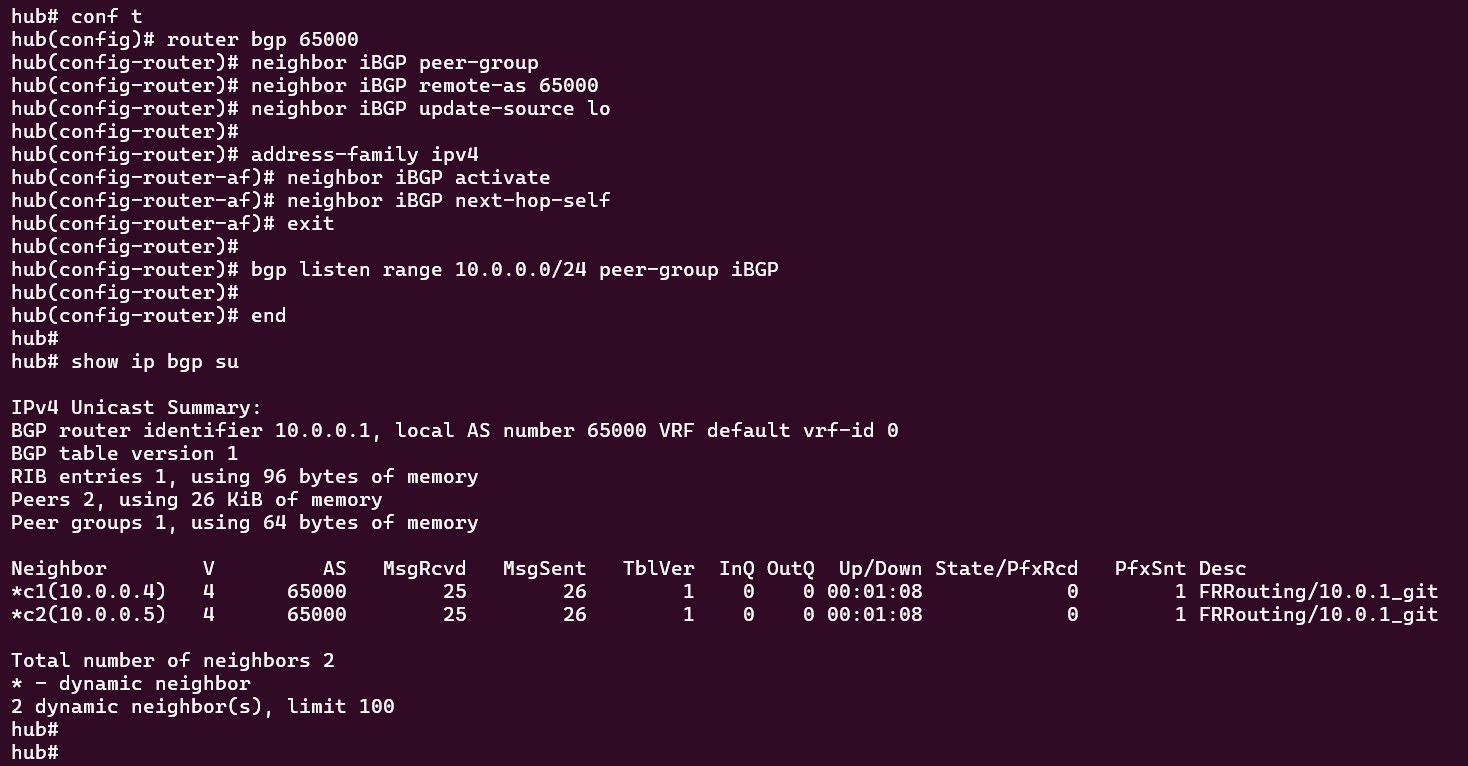 hub# conf t
hub(config)# router bgp 65000
hub(config-router)# neighbor iBGP peer-group
hub(config-router)# neighbor iBGP remote-as 65000
hub(config-router)# neighbor iBGP update-source lo
hub(config-router)#
hub(config-router)# address-family ipv4
hub(config-router-af)# neighbor iBGP activate
hub(config-router-af)# neighbor iBGP next-hop-self
hub(config-router-af)# exit
hub(config-router)#
hub(config-router)# bgp listen range 10.0.0.0/24 peer-group iBGP
hub(config-router)#
hub(config-router)# end
hub#
hub# show ip bgp su

IPv4 Unicast Summary:
BGP router identifier 10.0.0.1, local AS number 65000 VRF default vrf-id 0
BGP table version 1
RIB entries 1, using 96 bytes of memory
Peers 2, using 26 KiB of memory
Peer groups 1, using 64 bytes of memory

Neighbor        V         AS   MsgRcvd   MsgSent   TblVer  InQ OutQ  Up/Down State/PfxRcd   PfxSnt Desc
*c1(10.0.0.4)   4      65000        25        26        1    0    0 00:01:08            0        1 FRRouting/10.0.1_git
*c2(10.0.0.5)   4      65000        25        26        1    0    0 00:01:08            0        1 FRRouting/10.0.1_git

Total number of neighbors 2
* - dynamic neighbor
2 dynamic neighbor(s), limit 100
hub#
hub#